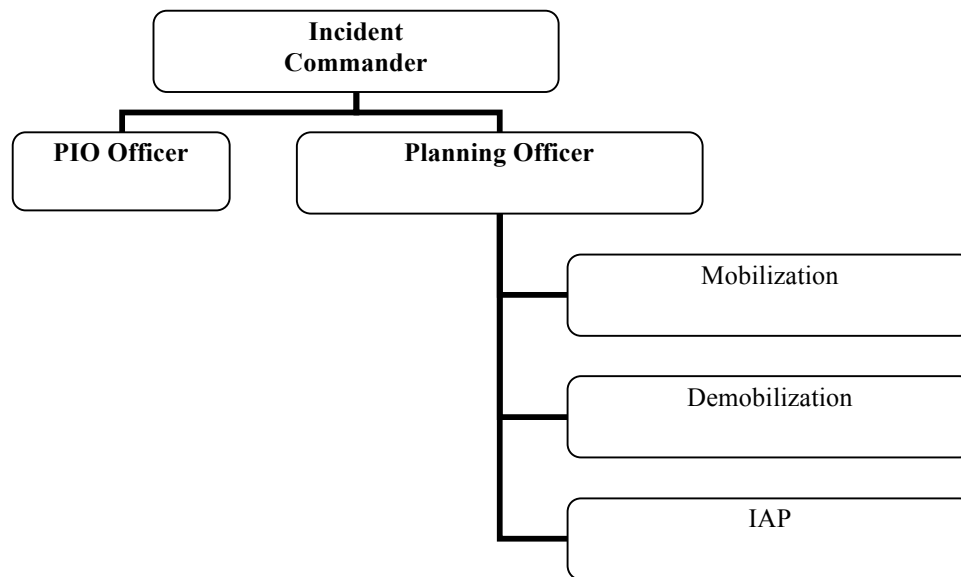 Incident
Commander
PIO Officer
Planning Officer
Mobilization
Demobilization
IAP